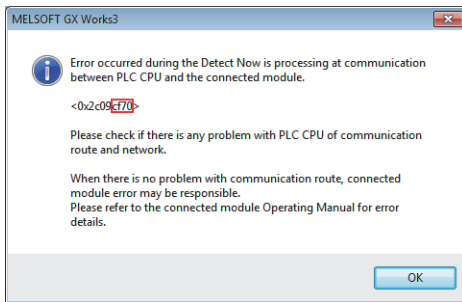 MELSOFT GX Works3
Error occurred during the Detect Now is processing at communication
between PLC CPU and the connected module.
<0x2c09cf70>
Please check if there is any problem with PLC CPU of communication
route and network.
When there is no problem with communication route, connected
module error may be responsible.
Please refer to the connected module Operating Manual for error
details.
OK